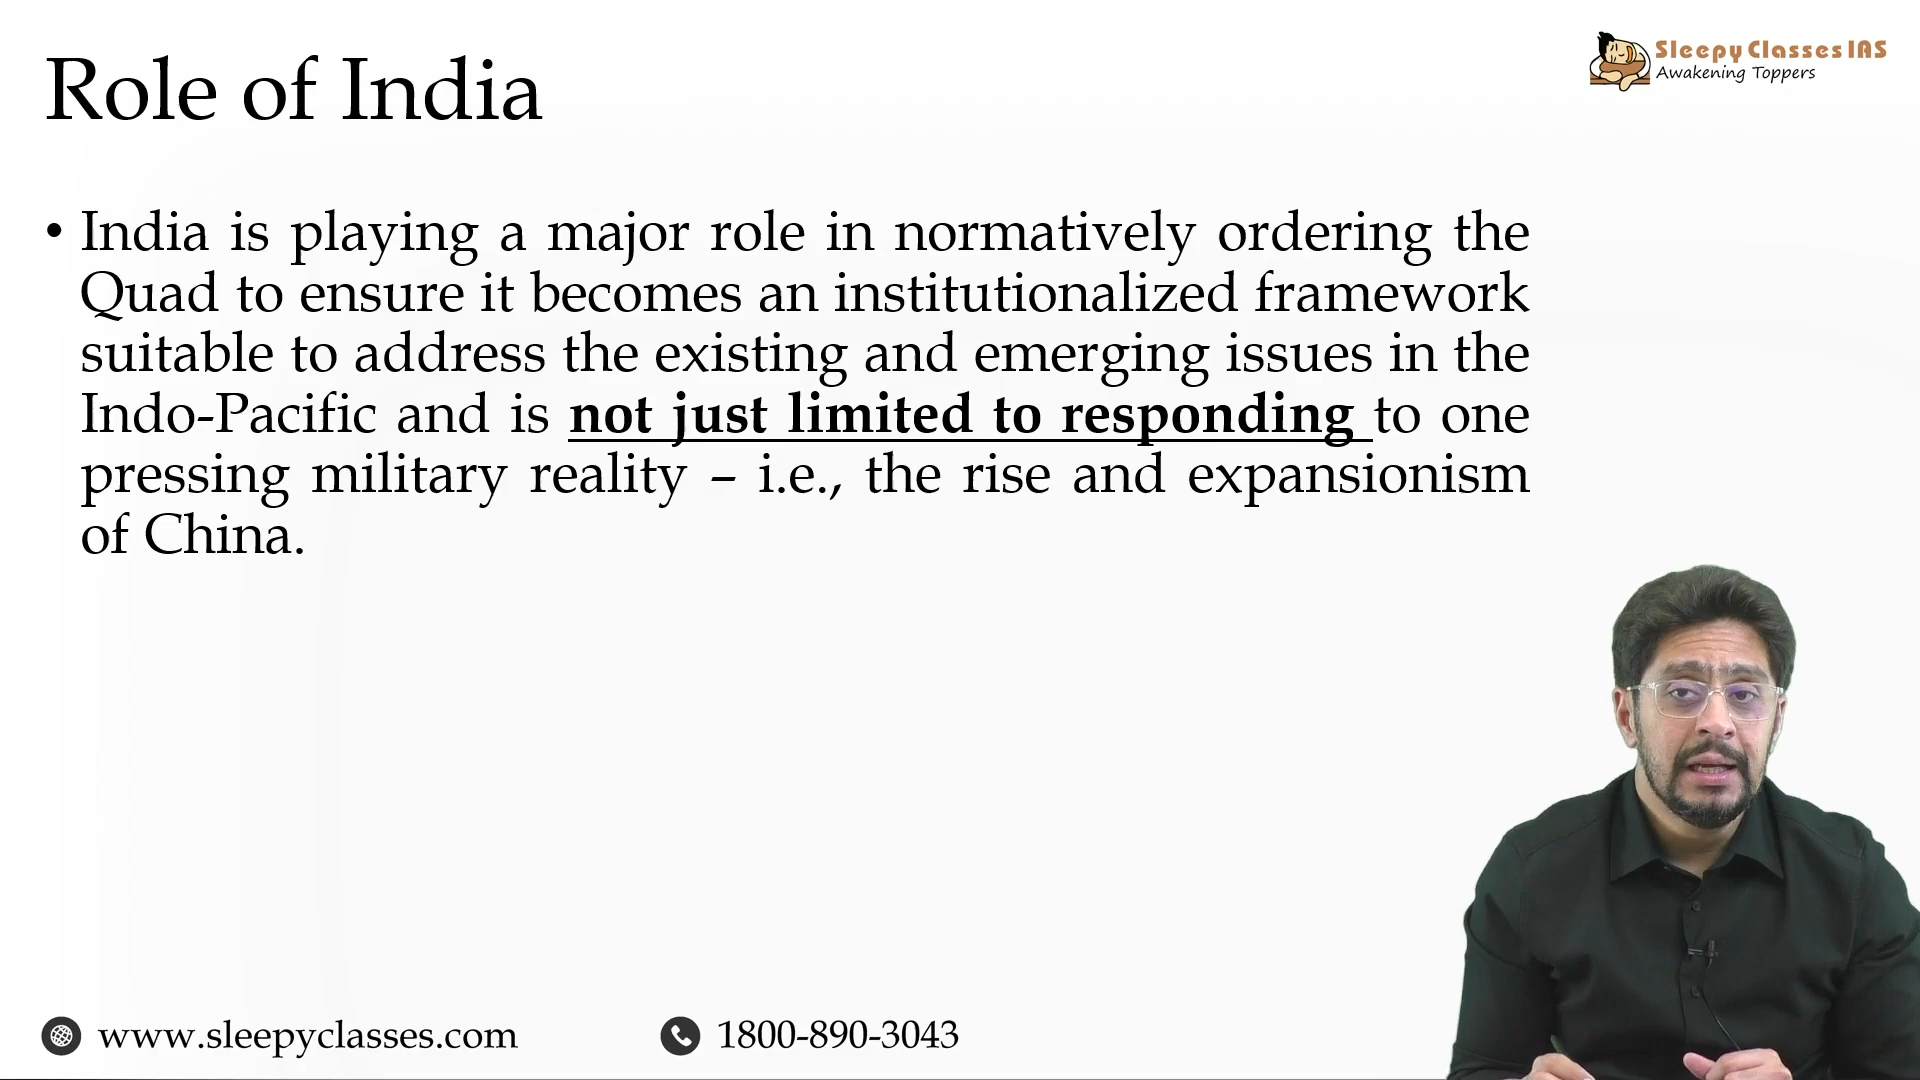 Role of India
Sleepy Classes IAS
Awakening Toppers
• India is playing a major role in normatively ordering the
Quad to ensure it becomes an institutionalized framework
suitable to address the existing and emerging issues in the
Indo-Pacific and is not just limited to responding to one
pressing military reality – i.e., the rise and expansionism
of China.
www.sleepyclasses.com
1800-890-3043